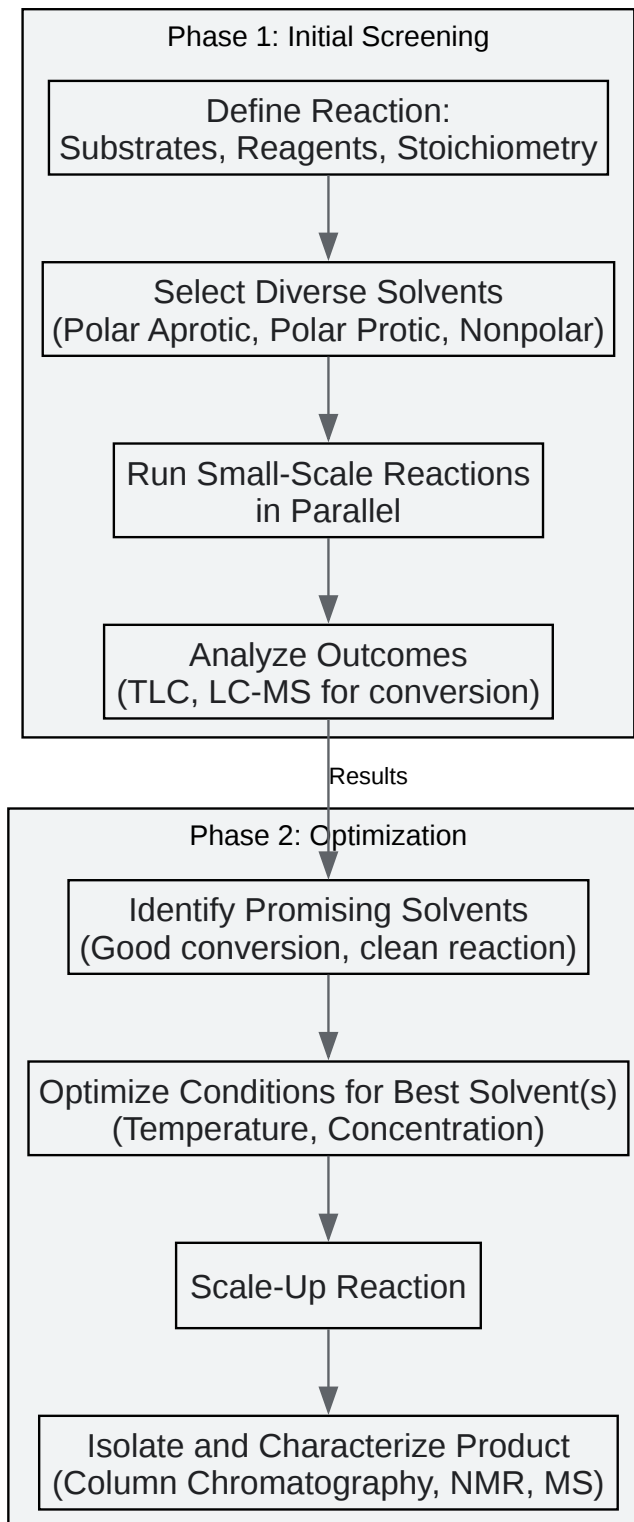 Phase 1: Initial Screening
Define Reaction:
Substrates, Reagents, Stoichiometry
Select Diverse Solvents
(Polar Aprotic, Polar Protic, Nonpolar)
Run Small-Scale Reactions
in Parallel
Analyze Outcomes
(TLC, LC-MS for conversion)
Results
Phase 2: Optimization
Identify Promising Solvents
(Good conversion, clean reaction)
Optimize Conditions for Best Solvent(s)
(Temperature, Concentration)
Scale-Up Reaction
Isolate and Characterize Product
(Column Chromatography, NMR, MS)